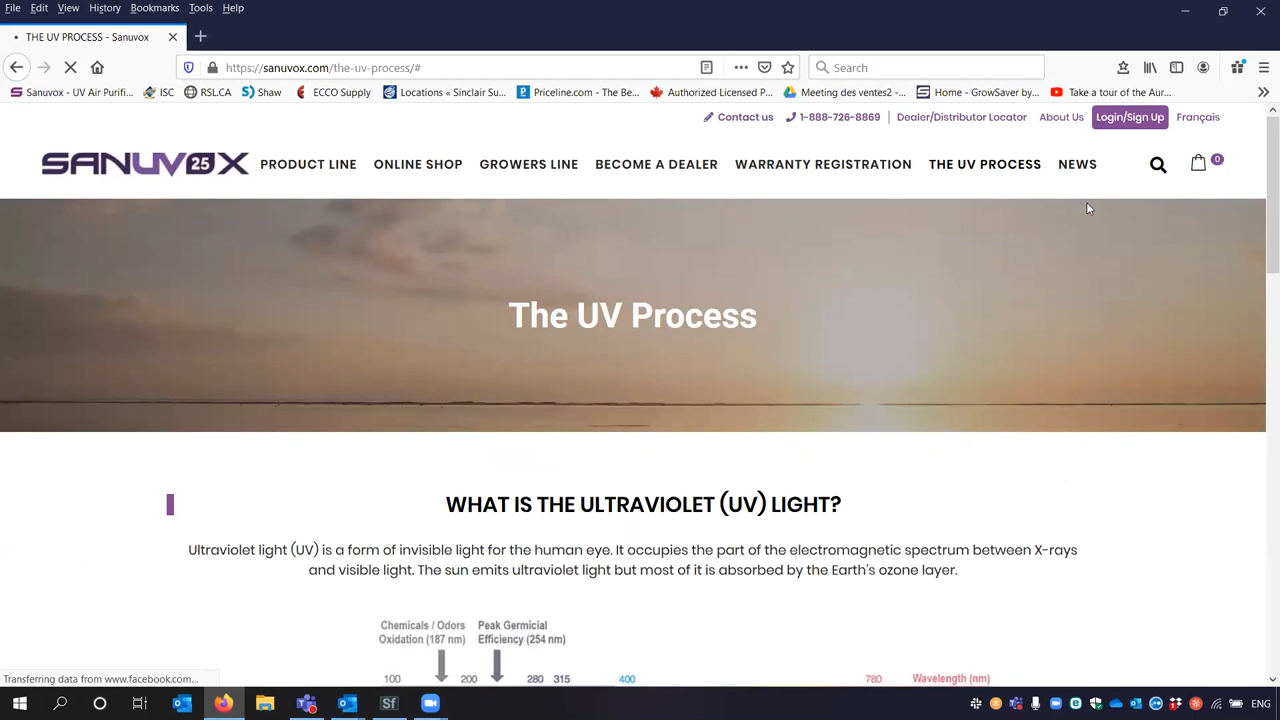 File Edit View History Bookmarks Tools Help
THE UV PROCESS - Sanuvox
https://sanuvox.com/the-uv-process/# Search
Sanuvox - UV Air Purifi... ISC RSL.CA Shaw ECCO Supply Locations « Sinclair Su... Priceline.com - The Be... Authorized Licensed P... Meeting des ventes2 -... Home - GrowSaver by... Take a tour of the Aur...
Contact us 1-888-726-8869 Dealer/Distributor Locator About Us Login/Sign Up Français
SANUVOX 25 PRODUCT LINE ONLINE SHOP GROWERS LINE BECOME A DEALER WARRANTY REGISTRATION THE UV PROCESS NEWS 0
The UV Process
WHAT IS THE ULTRAVIOLET (UV) LIGHT?
Ultraviolet light (UV) is a form of invisible light for the human eye. It occupies the part of the electromagnetic spectrum between X-rays
and visible light. The sun emits ultraviolet light but most of it is absorbed by the Earth's ozone layer.
Chemicals / Odors Peak Germicial
Oxidation (187 nm) Efficiency (254 nm)
100 200 280 315 400 780 Wavelength (nm)
Transferring data from www.facebook.com...
Sf ENG